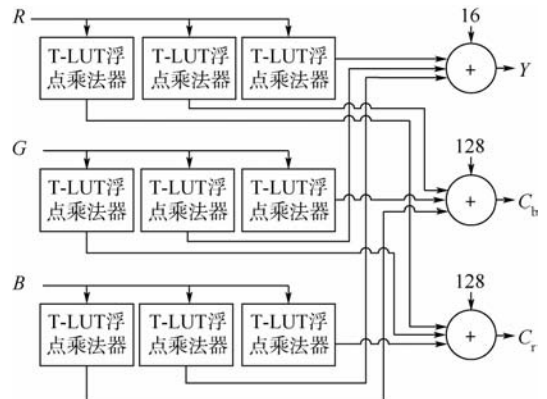 R
16
T-LUT浮
点乘法器
T-LUT浮
点乘法器
T-LUT浮
点乘法器
+
Y
G
128
T-LUT浮
点乘法器
T-LUT浮
点乘法器
T-LUT浮
点乘法器
+
Cb
B
128
T-LUT浮
点乘法器
T-LUT浮
点乘法器
T-LUT浮
点乘法器
+
Cr